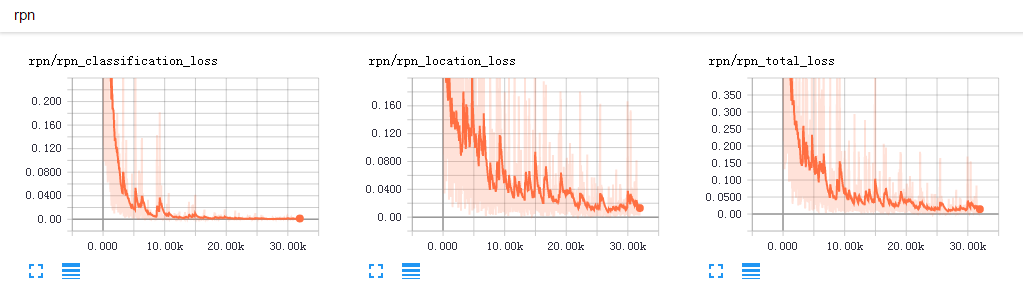 rpn
rpn/rpn_classification_loss
0.200
0.160
0.120
0.0800
0.0400
0.00
0.000 10.00k 20.00k 30.00k
rpn/rpn_location_loss
0.160
0.120
0.0800
0.0400
0.00
0.000 10.00k 20.00k 30.00k
rpn/rpn_total_loss
0.350
0.300
0.250
0.200
0.150
0.100
0.0500
0.00
0.000 10.00k 20.00k 30.00k